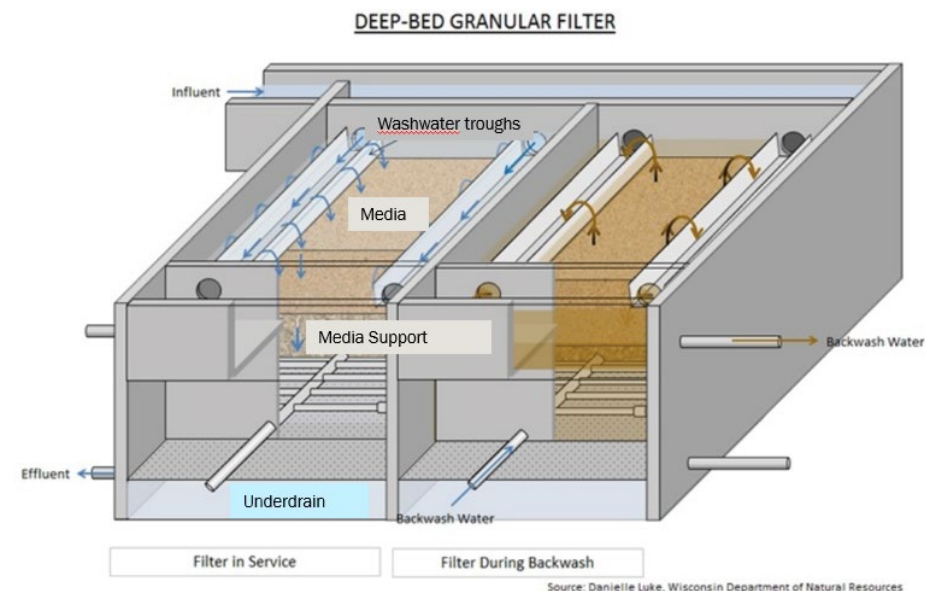 DEEP-BED GRANULAR FILTER
Influent
Washwater troughs
Media
Media Support
Backwash Water
Effluent
Underdrain
Backwash Water
Filter in Service
Filter During Backwash
Source: Danielle Luke, Wisconsin Department of Natural Resources